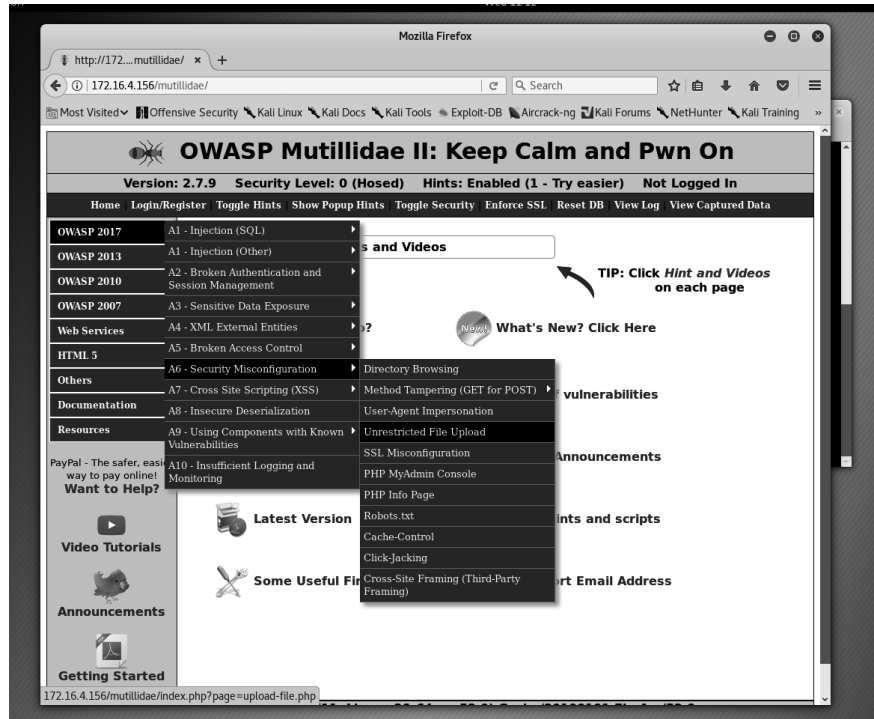 Mozilla Firefox
http://172....mutillidae/
172.16.4.156/mutillidae/
Search
Most Visited Offensive Security Kali Linux Kali Docs Kali Tools Exploit-DB Aircrack-ng Kali Forums NetHunter Kali Training »
OWASP Mutillidae II: Keep Calm and Pwn On
Version: 2.7.9 Security Level: 0 (Hosed) Hints: Enabled (1 - Try easier) Not Logged In
Home Login/Register Toggle Hints Show Popup Hints Toggle Security Enforce SSL Reset DB View Log View Captured Data
OWASP 2017
OWASP 2013
OWASP 2010
OWASP 2007
Web Services
HTML 5
Others
Documentation
Resources
A1 - Injection (SQL)
A1 - Injection (Other)
A2 - Broken Authentication and
Session Management
A3 - Sensitive Data Exposure
A4 - XML External Entities
A5 - Broken Access Control
A6 - Security Misconfiguration
A7 - Cross Site Scripting (XSS)
A8 - Insecure Deserialization
A9 - Using Components with Known
Vulnerabilities
A10 - Insufficient Logging and
Monitoring
Directory Browsing
Method Tampering (GET for POST)
User-Agent Impersonation
Unrestricted File Upload
SSL Misconfiguration
PHP MyAdmin Console
PHP Info Page
Robots.txt
Cache-Control
Click-Jacking
Cross-Site Framing (Third-Party
Framing)
s and Videos
TIP: Click Hint and Videos
on each page
?
New!
What's New? Click Here
vulnerabilities
Announcements
Latest Version
ints and scripts
Some Useful Fir
rt Email Address
PayPal - The safer, easi
way to pay online!
Want to Help?
Video Tutorials
Announcements
Getting Started
172.16.4.156/mutillidae/index.php?page=upload-file.php